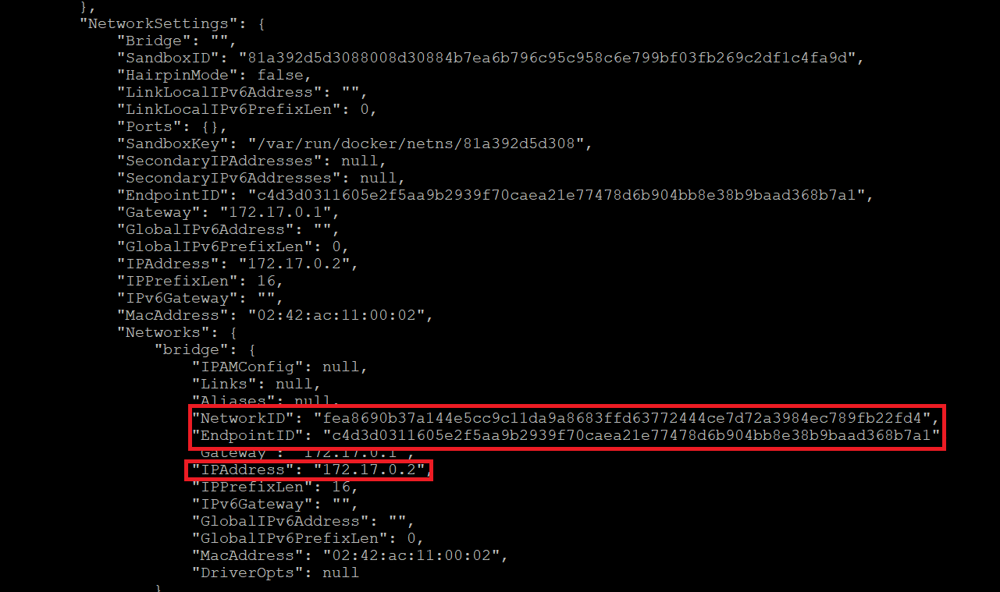 },
"NetworkSettings": {
"Bridge": "",
"SandboxID": "81a392d5d3088008d30884b7ea6b796c95c958c6e799bf03fb269c2df1c4fa9d",
"HairpinMode": false,
"LinkLocalIPv6Address": "",
"LinkLocalIPv6PrefixLen": 0,
"Ports": {},
"SandboxKey": "/var/run/docker/netns/81a392d5d308",
"SecondaryIPAddresses": null,
"SecondaryIPv6Addresses": null,
"EndpointID": "c4d3d0311605e2f5aa9b2939f70caea21e77478d6b904bb8e38b9baad368b7a1",
"Gateway": "172.17.0.1",
"GlobalIPv6Address": "",
"GlobalIPv6PrefixLen": 0,
"IPAddress": "172.17.0.2",
"IPPrefixLen": 16,
"IPv6Gateway": "",
"MacAddress": "02:42:ac:11:00:02",
"Networks": {
"bridge": {
"IPAMConfig": null,
"Links": null,
"Aliases": null,
"NetworkID": "fea8690b37a144e5cc9c11da9a8683ffd63772444ce7d72a3984ec789fb22fd4",
"EndpointID": "c4d3d0311605e2f5aa9b2939f70caea21e77478d6b904bb8e38b9baad368b7a1"
"Gateway": "172.17.0.1",
"IPAddress": "172.17.0.2",
"IPPrefixLen": 16,
"IPv6Gateway": "",
"GlobalIPv6Address": "",
"GlobalIPv6PrefixLen": 0,
"MacAddress": "02:42:ac:11:00:02",
"DriverOpts": null
}